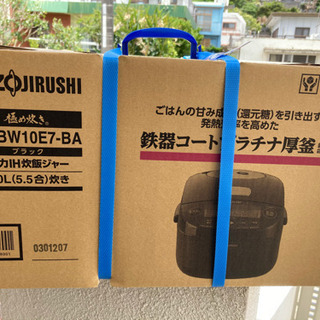 ZOJIRUSHI
極め炊き
BW10E7-BA
ブラック
力IH炊飯ジャー
0L(5.5合)炊き
0301207
ごはんの甘み成
(還元糖)を引き出す
発熱
率を高めた
鉄器コート
プラチナ厚釜